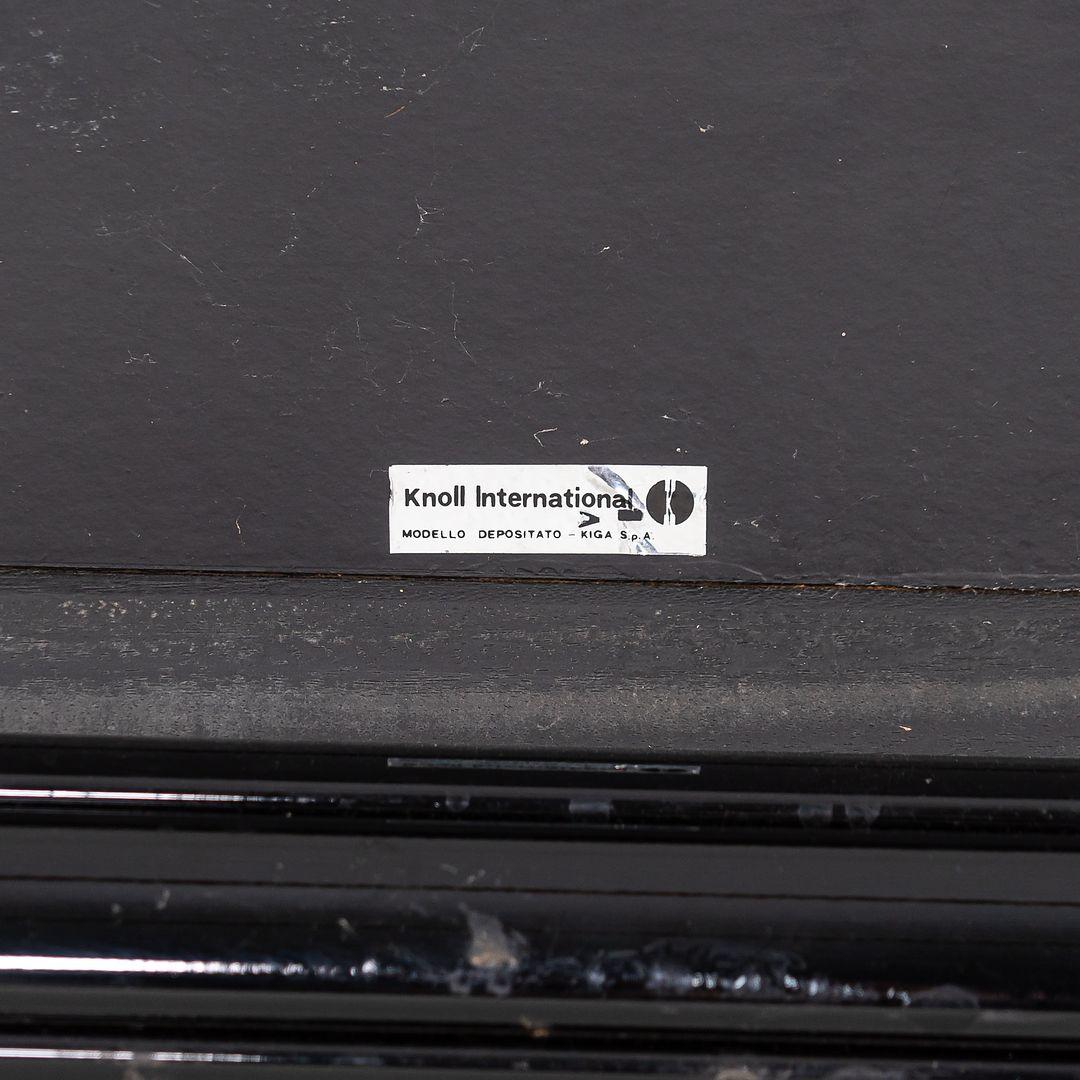 Knoll International
MODELLO DEPOSITATO – KIGA S.p.A.